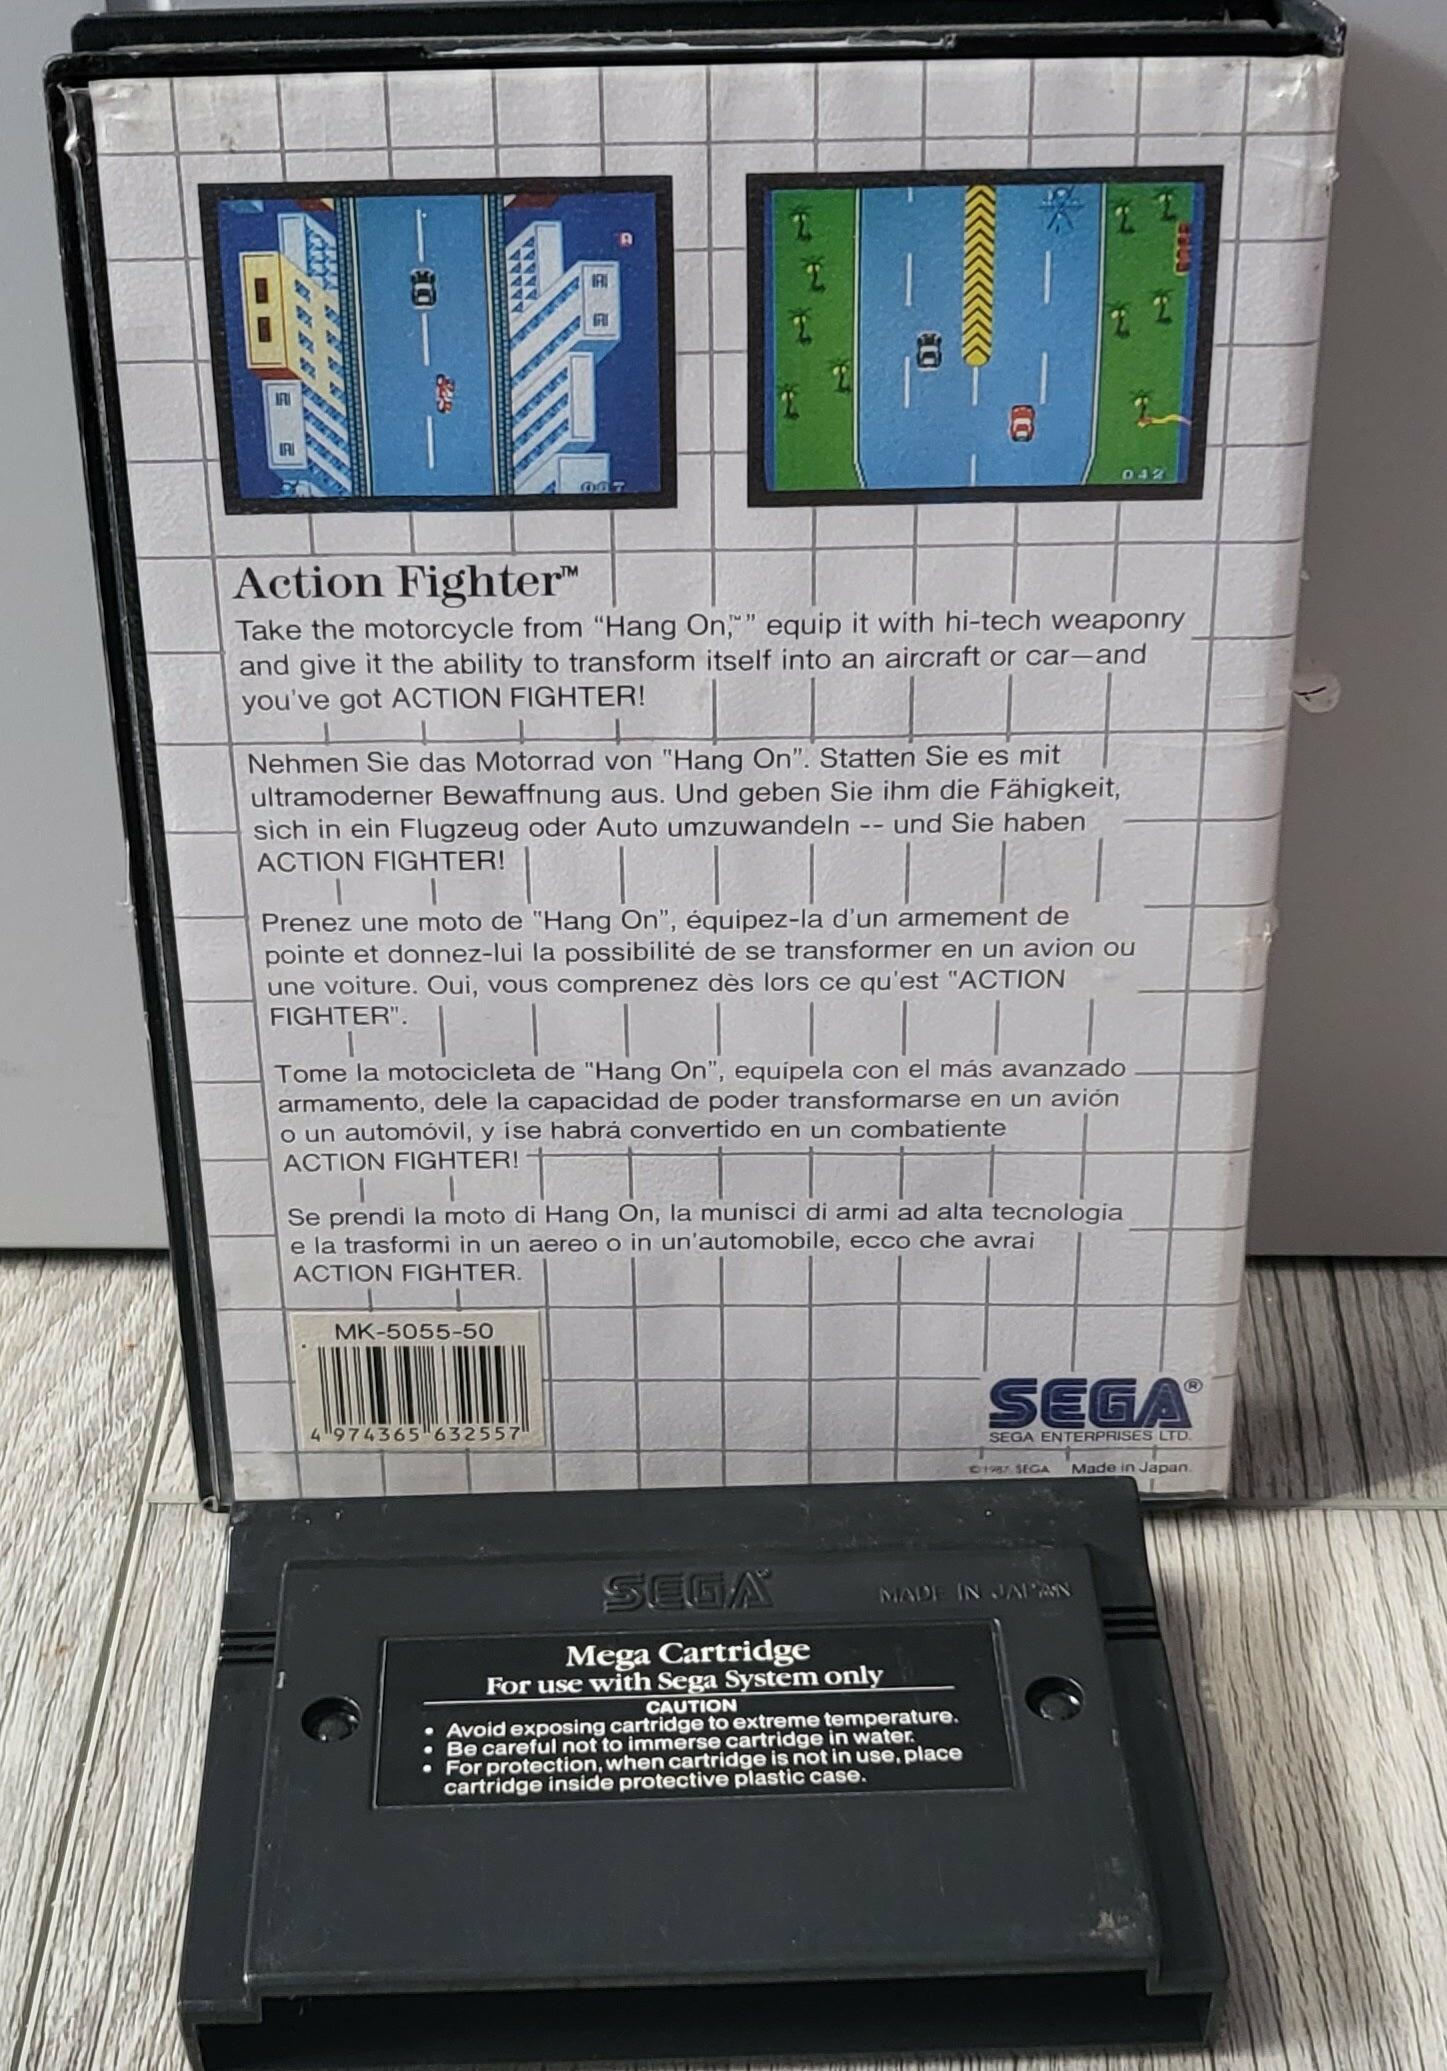 007
042
Action Fighter™
Take the motorcycle from “Hang On,™” equip it with hi-tech weaponry
and give it the ability to transform itself into an aircraft or car—and
you've got ACTION FIGHTER!
Nehmen Sie das Motorrad von "Hang On". Statten Sie es mit
ultramoderner Bewaffnung aus. Und geben Sie ihm die Fähigkeit,
sich in ein Flugzeug oder Auto umzuwandeln -- und Sie haben
ACTION FIGHTER!
Prenez une moto de "Hang On", équipez-la d'un armement de
pointe et donnez-lui la possibilité de se transformer en un avion ou
une voiture. Oui, vous comprenez dès lors ce qu'est "ACTION
FIGHTER".
Tome la motocicleta de "Hang On", equípela con el más avanzado
armamento, dele la capacidad de poder transformarse en un avión
o un automóvil, y ise habrá convertido en un combatiente
ACTION FIGHTER!
Se prendi la moto di Hang On, la munisci di armi ad alta tecnologia
e la trasformi in un aereo o in un'automobile, ecco che avrai
ACTION FIGHTER.
MK-5055-50
4 974365 632557
SEGA®
SEGA ENTERPRISES LTD.
©1987 SEGA Made in Japan.
SEGA MADE IN JAPAN
Mega Cartridge
For use with Sega System only
CAUTION
• Avoid exposing cartridge to extreme temperature.
• Be careful not to immerse cartridge in water.
• For protection, when cartridge is not in use, place
cartridge inside protective plastic case.